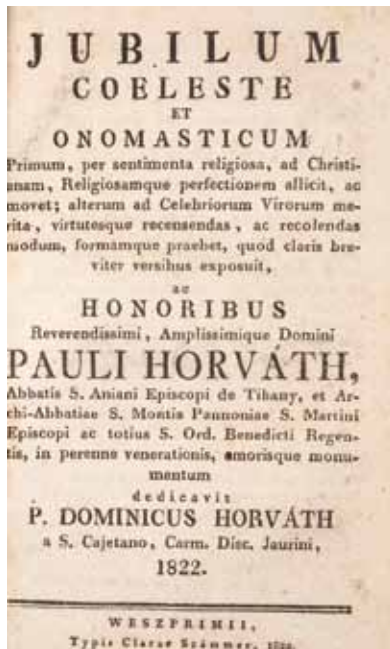 JUBILUM
COELESTE
ET
ONOMASTICUM
Primum, per sentimenta religiosa, ad Christi-
anam, Religiosamque perfectionem allicit, ac
movet; alterum ad Celebriorum Virorum me-
rita, virtutesque recensendas, ac recolendas
modum, formamque praebet, quod claris bre-
viter versibus exposuit,
ac
HONORIBUS
Reverendissimi, Amplissimique Domini
PAULI HORVÁTH,
Abbatis S. Aniani Episcopi de Tihany, et Ar-
chi-Abbatiae S. Montis Pannoniae S. Martini
Episcopi ac totius S. Ord. Benedicti Regen-
tis, in perenne venerationis, amorisque monu-
mentum
dedicavit
P. DOMINICUS HORVÁTH
a S. Cajetano, Carm. Disc. Jaurini,
1822.
WESZPRIMII,
Typis Clarae Számmer, 1822.